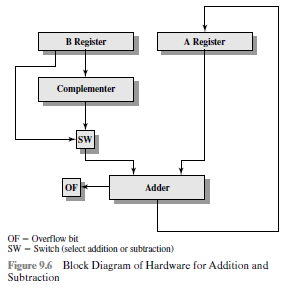 B Register
A Register
Complementer
SW
OF
Adder
OF = Overflow bit
SW = Switch (select addition or subtraction)
Figure 9.6 Block Diagram of Hardware for Addition and
Subtraction